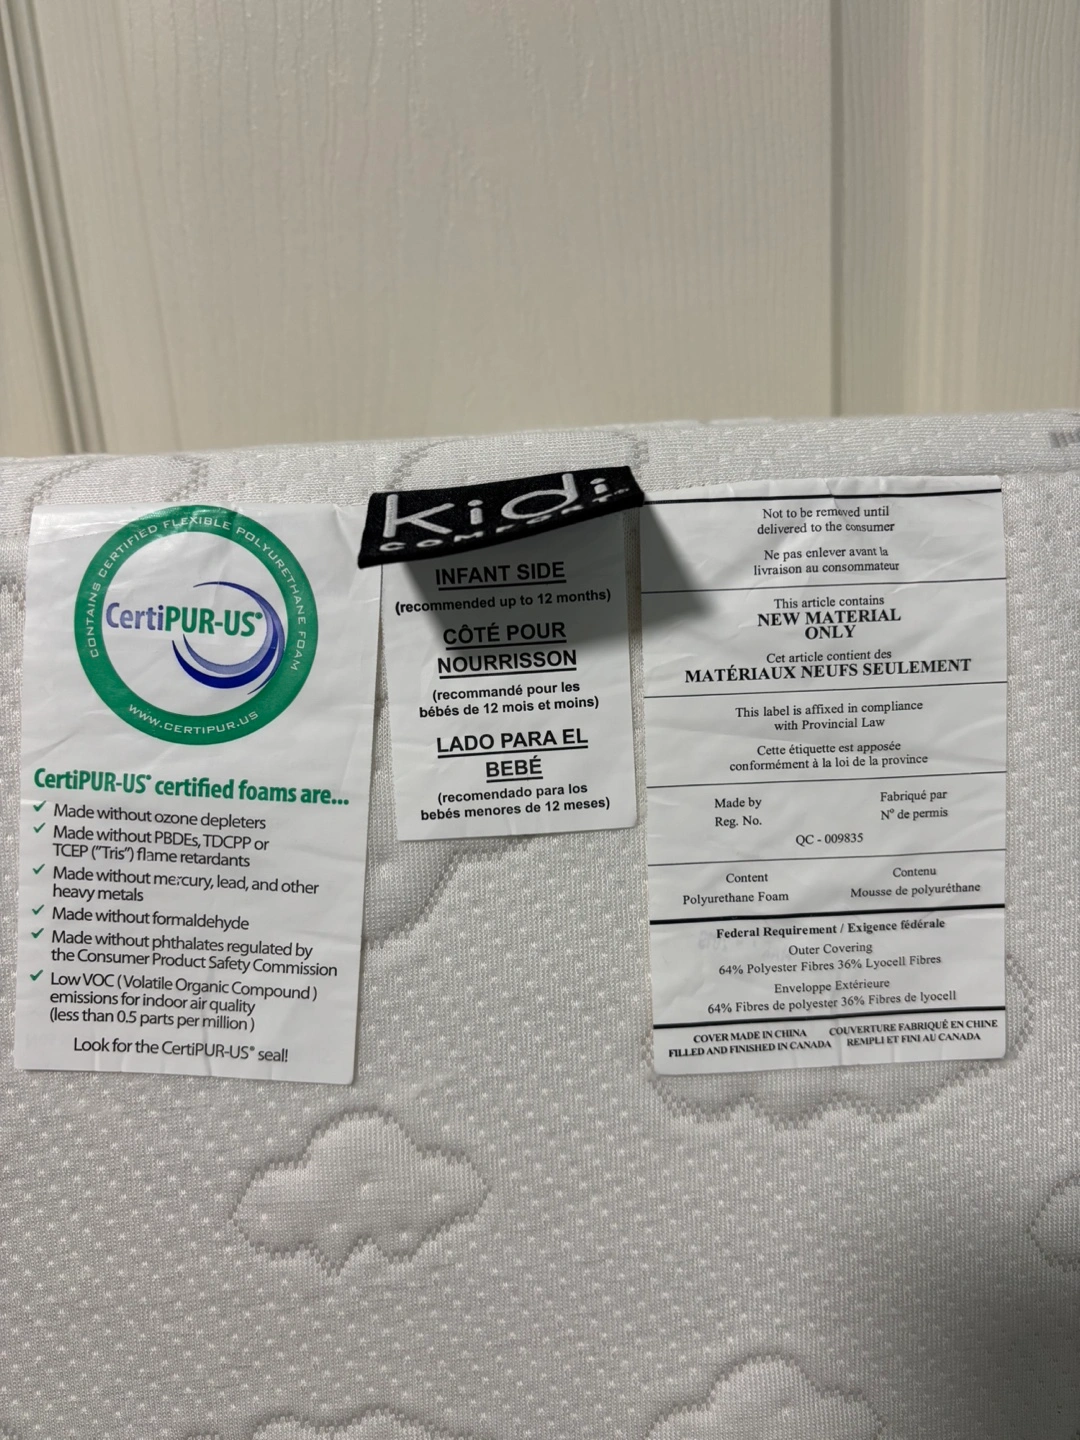 CONTAINS CERTIFIED FLEXIBLE POLYURETHANE FOAM
CertiPUR-US®
WWW.CERTIPUR.US
CertiPUR-US® certified foams are...
✓ Made without ozone depleters
✓ Made without PBDEs, TDCPP or
TCEP ("Tris") flame retardants
✓ Made without mercury, lead, and other
heavy metals
✓ Made without formaldehyde
✓ Made without phthalates regulated by
the Consumer Product Safety Commission
✓ Low VOC (Volatile Organic Compound)
emissions for indoor air quality
(less than 0.5 parts per million)
Look for the CertiPUR-US® seal!
kidi
COMFORT
INFANT SIDE
(recommended up to 12 months)
CÔTÉ POUR
NOURRISSON
(recommandé pour les
bébés de 12 mois et moins)
LADO PARA EL
BEBÉ
(recomendado para los
bebés menores de 12 meses)
Not to be removed until
delivered to the consumer
Ne pas enlever avant la
livraison au consommateur
This article contains
NEW MATERIAL
ONLY
Cet article contient des
MATÉRIAUX NEUFS SEULEMENT
This label is affixed in compliance
with Provincial Law
Cette étiquette est apposée
conformément à la loi de la province
Made by Fabriqué par
Reg. No. Nº de permis
QC - 009835
Content Contenu
Polyurethane Foam Mousse de polyuréthane
Federal Requirement / Exigence fédérale
Outer Covering
64% Polyester Fibres 36% Lyocell Fibres
Enveloppe Extérieure
64% Fibres de polyester 36% Fibres de lyocell
COVER MADE IN CHINA COUVERTURE FABRIQUÉ EN CHINE
FILLED AND FINISHED IN CANADA REMPLI ET FINI AU CANADA